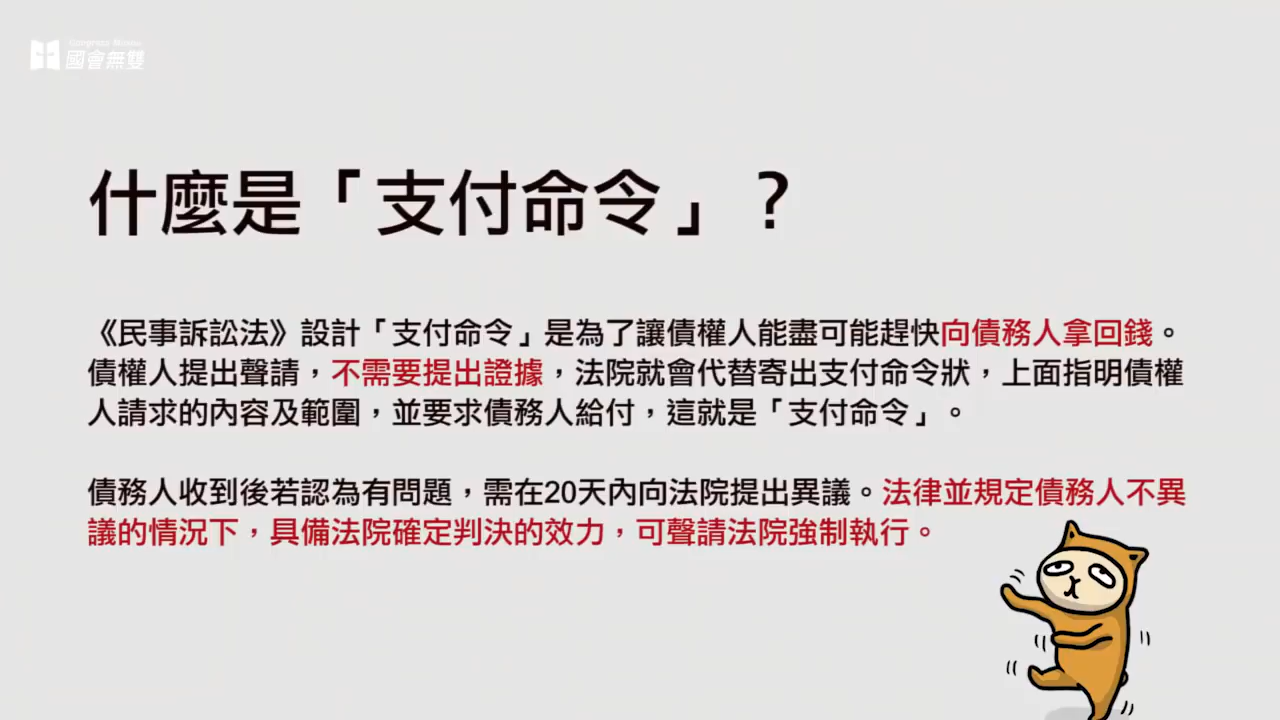 國會無雙
什麼是「支付命令」？
《民事訴訟法》設計「支付命令」是為了讓債權人能盡可能趕快向債務人拿回錢。
債權人提出聲請，不需要提出證據，法院就會代替寄出支付命令狀，上面指明債權
人請求的內容及範圍，並要求債務人給付，這就是「支付命令」。
債務人收到後若認為有問題，需在20天內向法院提出異議。法律並規定債務人不異
議的情況下，具備法院確定判決的效力，可聲請法院強制執行。